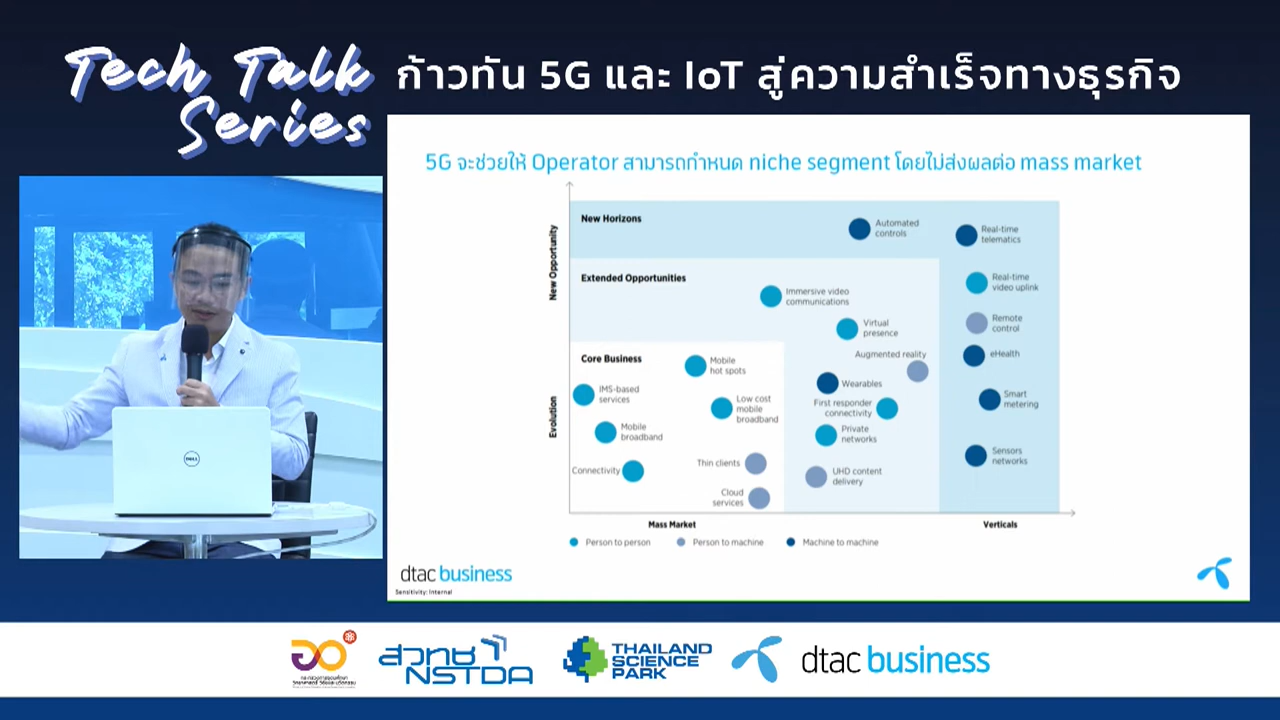 Tech Talk
Series
ก้าวทัน 5G และ IoT สู่ความสำเร็จทางธุรกิจ
5G จะช่วยให้ Operator สามารถกำหนด niche segment โดยไม่ส่งผลต่อ mass market
New Opportunity
Evolution
New Horizons
Automated
controls
Real-time
telematics
Extended Opportunities
Immersive video
communications
Real-time
video uplink
Virtual
presence
Remote
control
Augmented reality
eHealth
Core Business
Mobile
hot spots
Wearables
IMS-based
services
Low cost
mobile
broadband
First responder
connectivity
Smart
metering
Mobile
broadband
Private
networks
Connectivity
Thin clients
UHD content
delivery
Sensors
networks
Cloud
services
Mass Market
Verticals
Person to person
Person to machine
Machine to machine
dtac business
Sensitivity: Internal
DELL
สวทช
NSTDA
THAILAND
SCIENCE
PARK
dtac business